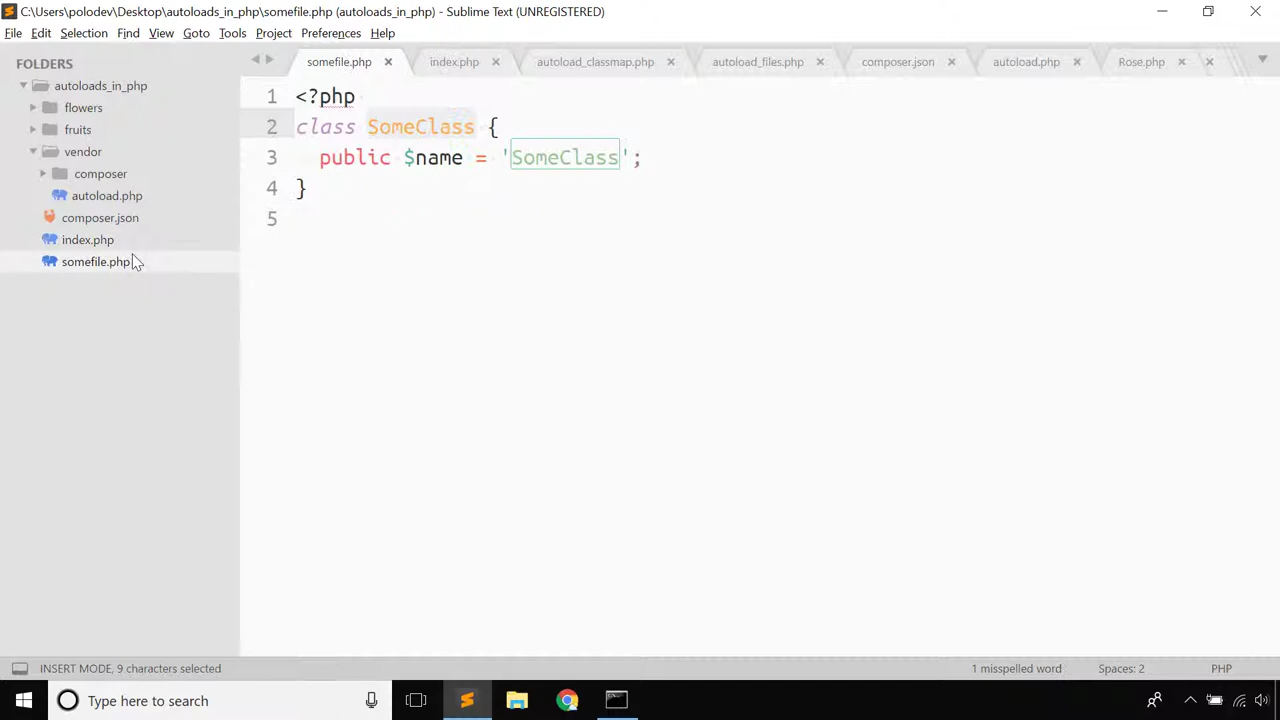 C:\Users\polodev\Desktop\autoloads_in_php\somefile.php (autoloads_in_php) - Sublime Text (UNREGISTERED)
File Edit Selection Find View Goto Tools Project Preferences Help
FOLDERS
autoloads_in_php
flowers
fruits
vendor
composer
autoload.php
composer.json
index.php
somefile.php
somefile.php index.php autoload_classmap.php autoload_files.php composer.json autoload.php Rose.php
1 <?php
2 class SomeClass {
3 public $name = 'SomeClass';
4 }
5
INSERT MODE, 9 characters selected 1 misspelled word Spaces: 2 PHP
Type here to search